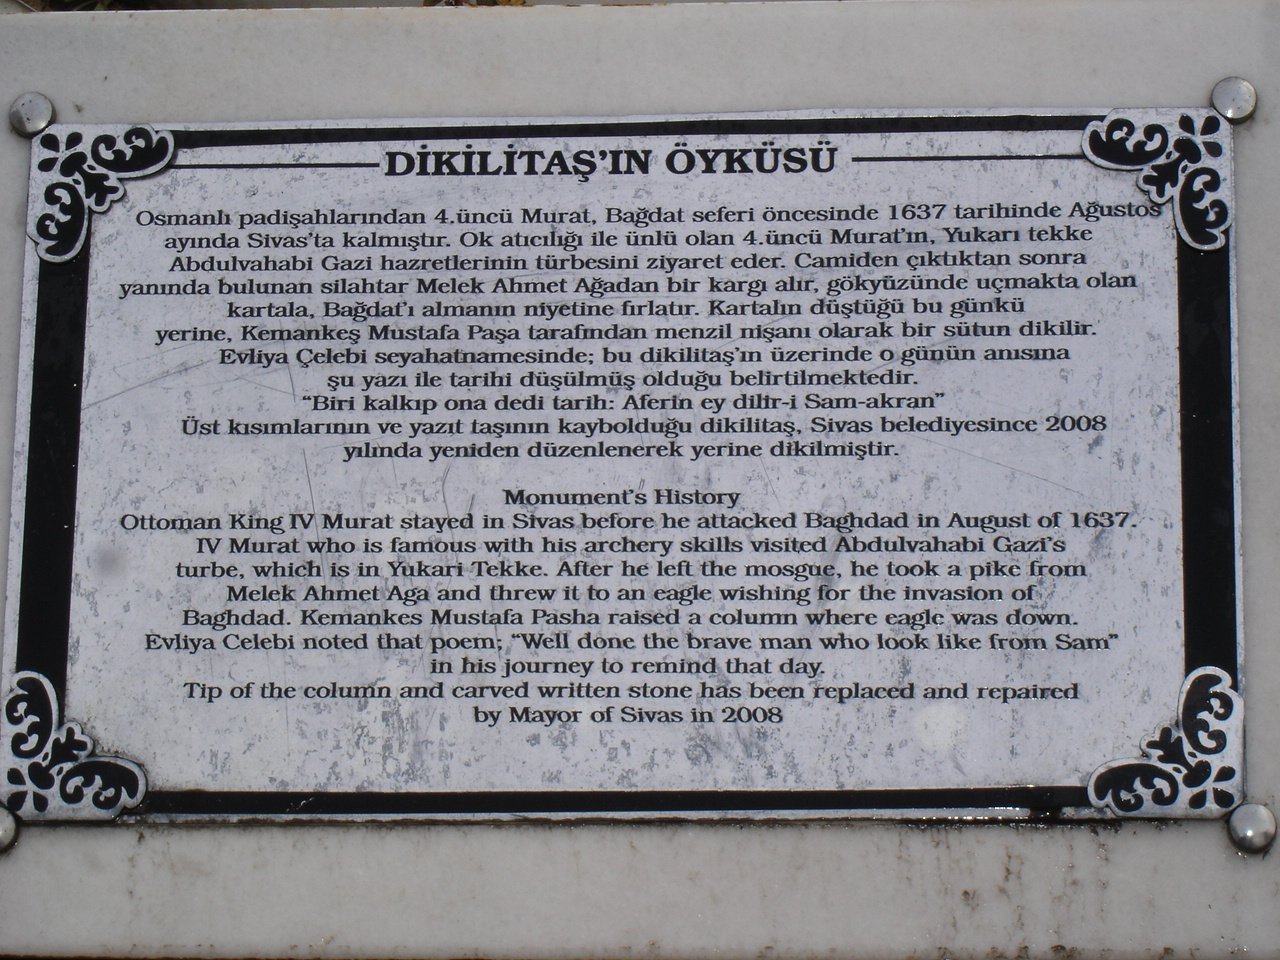 DİKİLİTAŞ'IN ÖYKÜSÜ
Osmanlı padişahlarından 4.üncü Murat, Bağdat seferi öncesinde 1637 tarihinde Ağustos
ayında Sivas'ta kalmıştır. Ok atıcılığı ile ünlü olan 4.üncü Murat'ın, Yukarı tekke
Abdulvahabi Gazi hazretlerinin türbesini ziyaret eder. Camiden çıktıktan sonra
yanında bulunan silahtar Melek Ahmet Ağadan bir kargı alır, gökyüzünde uçmakta olan
kartala, Bağdat'ı almanın niyetine fırlatır. Kartalın düştüğü bu günkü
yerine, Kemankeş Mustafa Paşa tarafından menzil nişanı olarak bir sütun dikilir.
Evliya Çelebi seyahatnamesinde; bu dikilitaş'ın üzerinde o günün anısına
şu yazı ile tarihi düşülmüş olduğu belirtilmektedir.
"Biri kalkıp ona dedi tarih: Aferin ey dilir-i Sam-akran"
Üst kısımlarının ve yazıt taşının kaybolduğu dikilitaş, Sivas belediyesince 2008
yılında yeniden düzenlenerek yerine dikilmiştir.
Monument's History
Ottoman King IV Murat stayed in Sivas before he attacked Baghdad in August of 1637.
IV Murat who is famous with his archery skills visited Abdulvahabi Gazi's
turbe, which is in Yukari Tekke. After he left the mosque, he took a pike from
Melek Ahmet Aga and threw it to an eagle wishing for the invasion of
Baghdad. Kemankes Mustafa Pasha raised a column where eagle was down.
Evliya Celebi noted that poem; "Well done the brave man who look like from Sam"
in his journey to remind that day.
Tip of the column and carved written stone has been replaced and repaired
by Mayor of Sivas in 2008